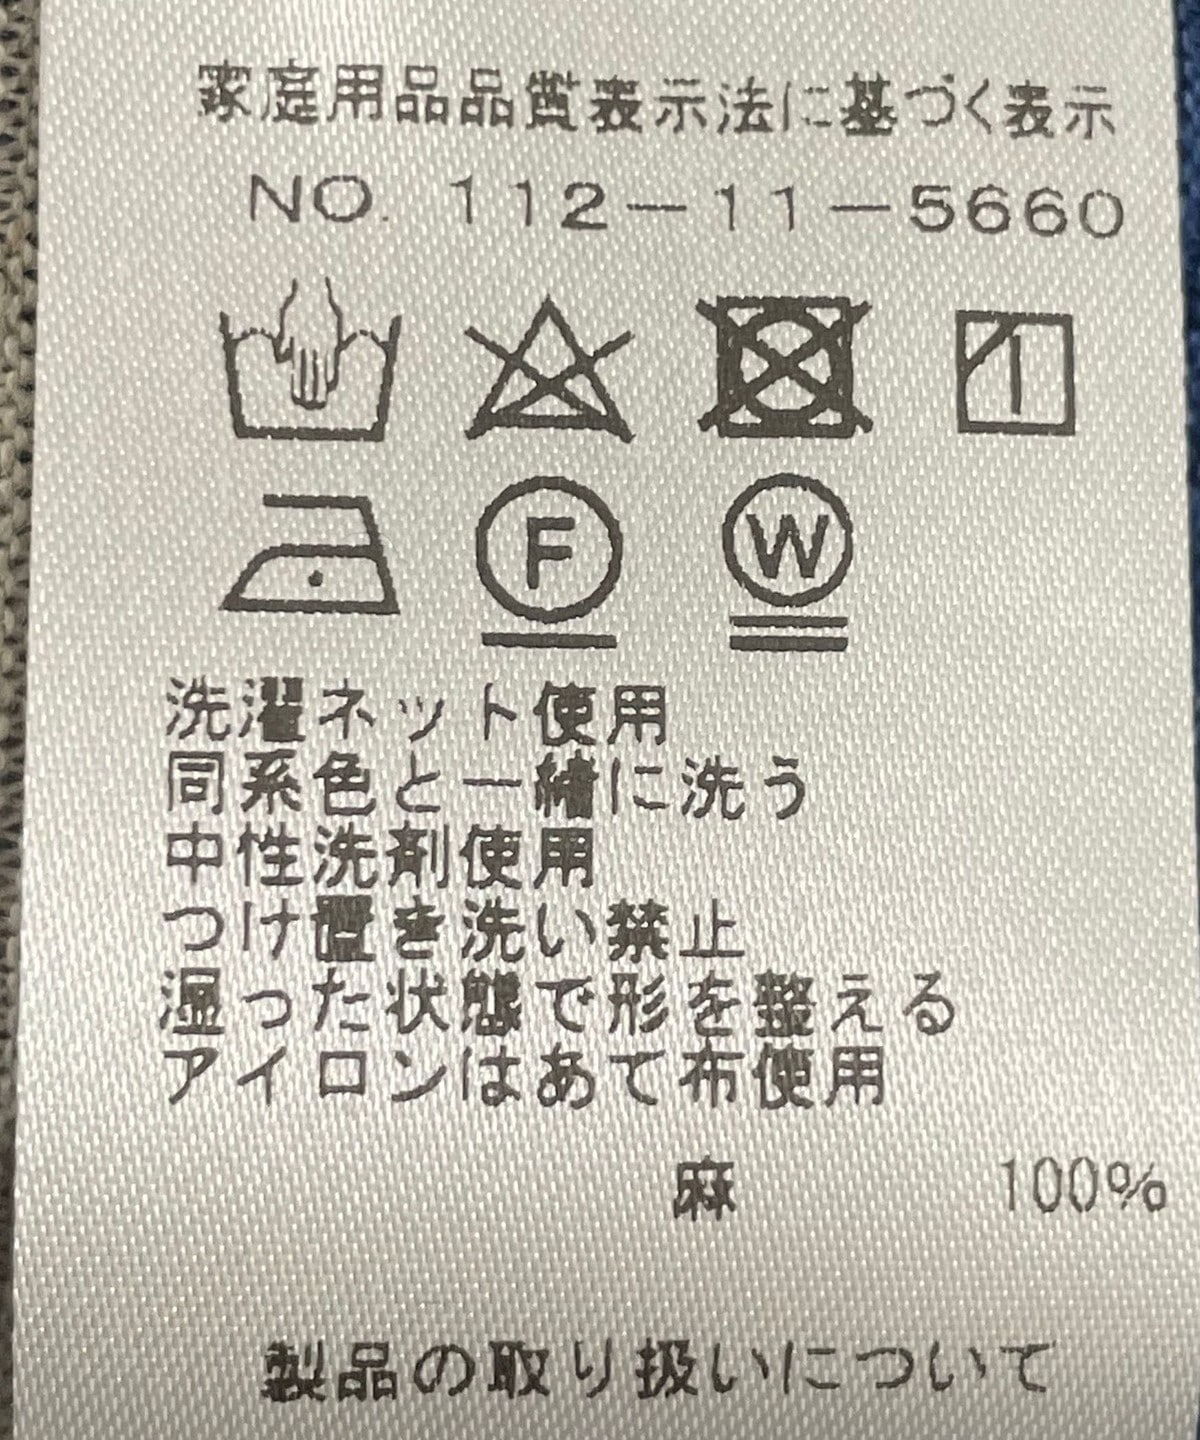 家庭用品品質表示法に基づく表示
NO. 112-11-5660
F W
洗濯ネット使用
同系色と一緒に洗う
中性洗剤使用
つけ置き洗い禁止
湿った状態で形を整える
アイロンはあて布使用
麻 100%
製品の取り扱いについて